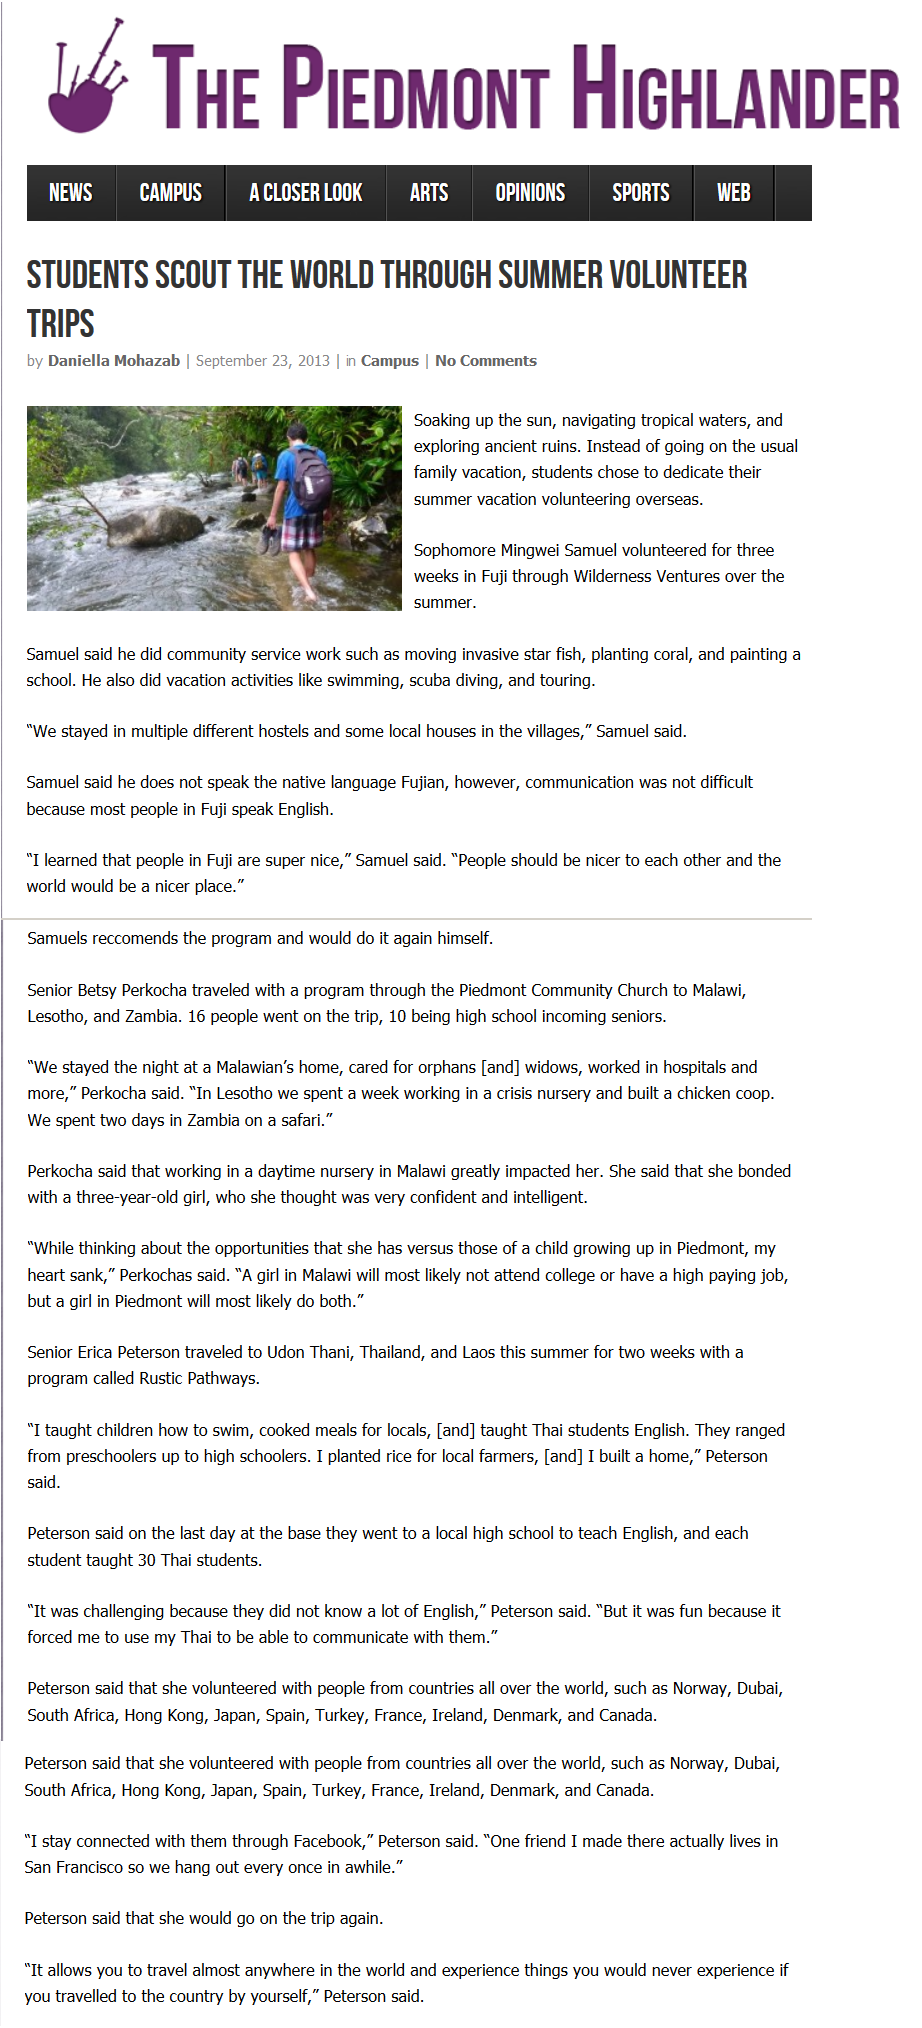 THE PIEDMONT HIGHLANDER
NEWS CAMPUS A CLOSER LOOK ARTS OPINIONS SPORTS WEB
STUDENTS SCOUT THE WORLD THROUGH SUMMER VOLUNTEER
TRIPS
by Daniella Mohazab | September 23, 2013 | in Campus | No Comments
Soaking up the sun, navigating tropical waters, and
exploring ancient ruins. Instead of going on the usual
family vacation, students chose to dedicate their
summer vacation volunteering overseas.
Sophomore Mingwei Samuel volunteered for three
weeks in Fuji through Wilderness Ventures over the
summer.
Samuel said he did community service work such as moving invasive star fish, planting coral, and painting a
school. He also did vacation activities like swimming, scuba diving, and touring.
“We stayed in multiple different hostels and some local houses in the villages,” Samuel said.
Samuel said he does not speak the native language Fujian, however, communication was not difficult
because most people in Fuji speak English.
“I learned that people in Fuji are super nice,” Samuel said. “People should be nicer to each other and the
world would be a nicer place.”
Samuels reccomends the program and would do it again himself.
Senior Betsy Perkocha traveled with a program through the Piedmont Community Church to Malawi,
Lesotho, and Zambia. 16 people went on the trip, 10 being high school incoming seniors.
“We stayed the night at a Malawian’s home, cared for orphans [and] widows, worked in hospitals and
more,” Perkocha said. “In Lesotho we spent a week working in a crisis nursery and built a chicken coop.
We spent two days in Zambia on a safari.”
Perkocha said that working in a daytime nursery in Malawi greatly impacted her. She said that she bonded
with a three-year-old girl, who she thought was very confident and intelligent.
“While thinking about the opportunities that she has versus those of a child growing up in Piedmont, my
heart sank,” Perkochas said. “A girl in Malawi will most likely not attend college or have a high paying job,
but a girl in Piedmont will most likely do both.”
Senior Erica Peterson traveled to Udon Thani, Thailand, and Laos this summer for two weeks with a
program called Rustic Pathways.
“I taught children how to swim, cooked meals for locals, [and] taught Thai students English. They ranged
from preschoolers up to high schoolers. I planted rice for local farmers, [and] I built a home,” Peterson
said.
Peterson said on the last day at the base they went to a local high school to teach English, and each
student taught 30 Thai students.
“It was challenging because they did not know a lot of English,” Peterson said. “But it was fun because it
forced me to use my Thai to be able to communicate with them.”
Peterson said that she volunteered with people from countries all over the world, such as Norway, Dubai,
South Africa, Hong Kong, Japan, Spain, Turkey, France, Ireland, Denmark, and Canada.
Peterson said that she volunteered with people from countries all over the world, such as Norway, Dubai,
South Africa, Hong Kong, Japan, Spain, Turkey, France, Ireland, Denmark, and Canada.
“I stay connected with them through Facebook,” Peterson said. “One friend I made there actually lives in
San Francisco so we hang out every once in awhile.”
Peterson said that she would go on the trip again.
“It allows you to travel almost anywhere in the world and experience things you would never experience if
you travelled to the country by yourself,” Peterson said.